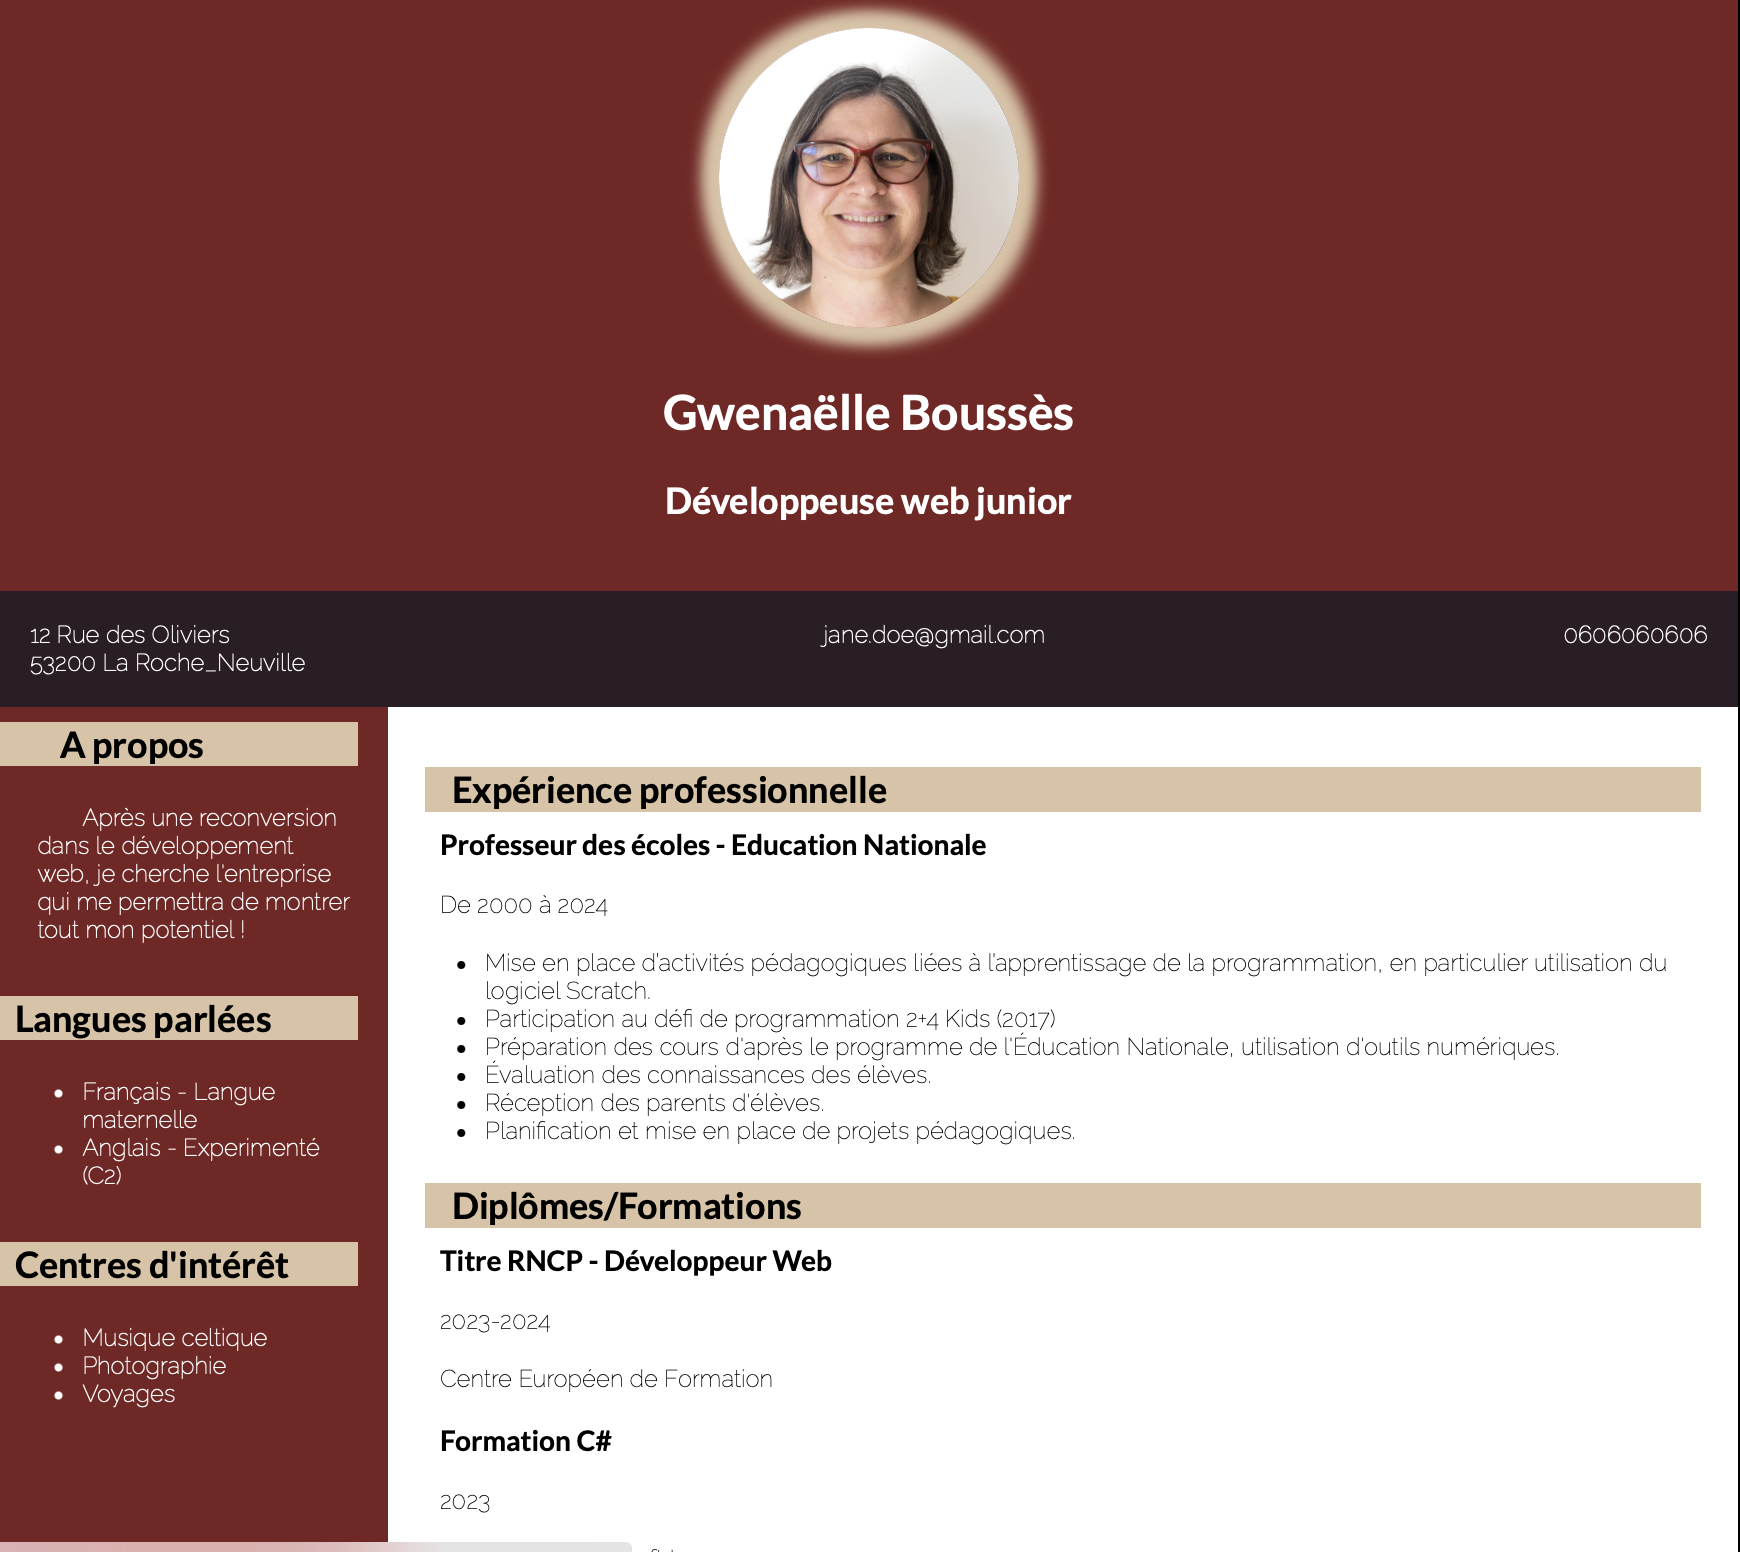 Gwenaëlle Boussès
Développeuse web junior
12 Rue des Oliviers
53200 La Roche_Neuville
jane.doe@gmail.com
0606060606
A propos
Après une reconversion
dans le développement
web, je cherche l'entreprise
qui me permettra de montrer
tout mon potentiel !
Langues parlées
Français - Langue
maternelle
Anglais - Experimenté
(C2)
Centres d'intérêt
Musique celtique
Photographie
Voyages
Expérience professionnelle
Professeur des écoles - Education Nationale
De 2000 à 2024
Mise en place d'activités pédagogiques liées à l'apprentissage de la programmation, en particulier utilisation du
logiciel Scratch.
Participation au défi de programmation 2+4 Kids (2017)
Préparation des cours d'après le programme de l'Éducation Nationale, utilisation d'outils numériques.
Évaluation des connaissances des élèves.
Réception des parents d'élèves.
Planification et mise en place de projets pédagogiques.
Diplômes/Formations
Titre RNCP - Développeur Web
2023-2024
Centre Européen de Formation
Formation C#
2023